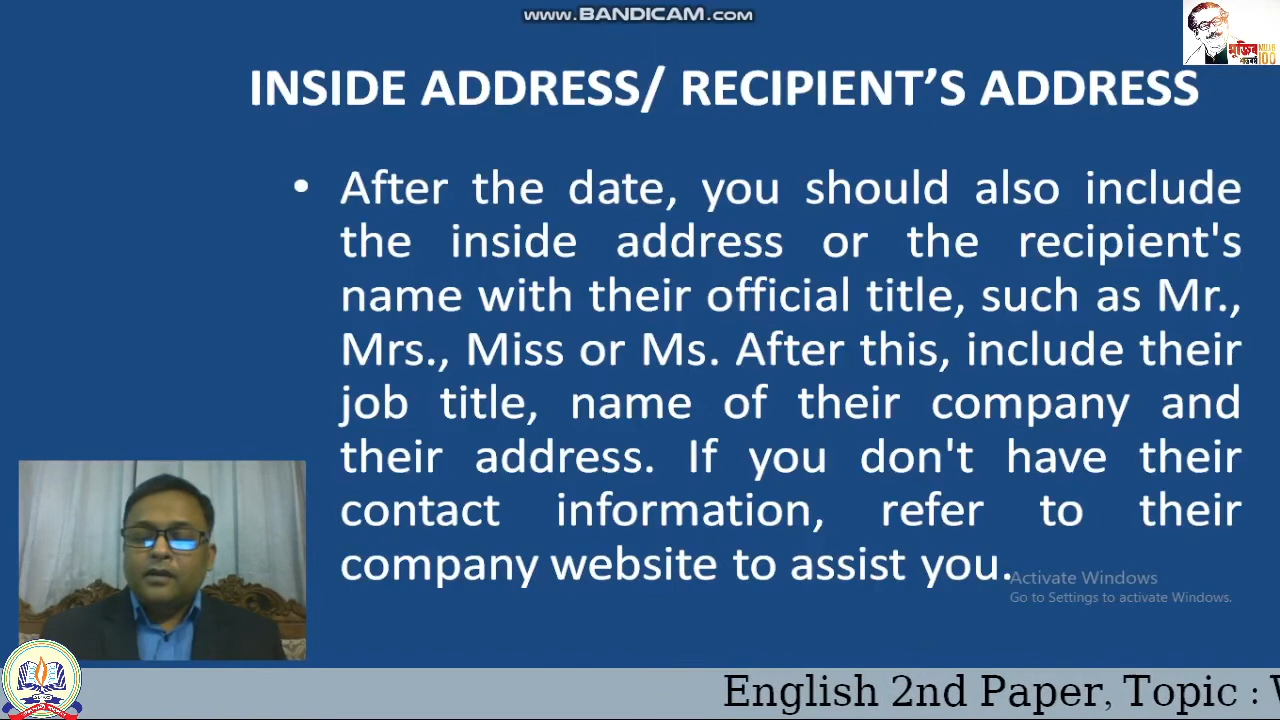 www.BANDICAM.com
মুজিব MUJIB
শতবর্ষ 100
INSIDE ADDRESS/ RECIPIENT’S ADDRESS
• After the date, you should also include
the inside address or the recipient's
name with their official title, such as Mr.,
Mrs., Miss or Ms. After this, include their
job title, name of their company and
their address. If you don't have their
contact information, refer to their
company website to assist you.
Activate Windows
Go to Settings to activate Windows.
English 2nd Paper, Topic :